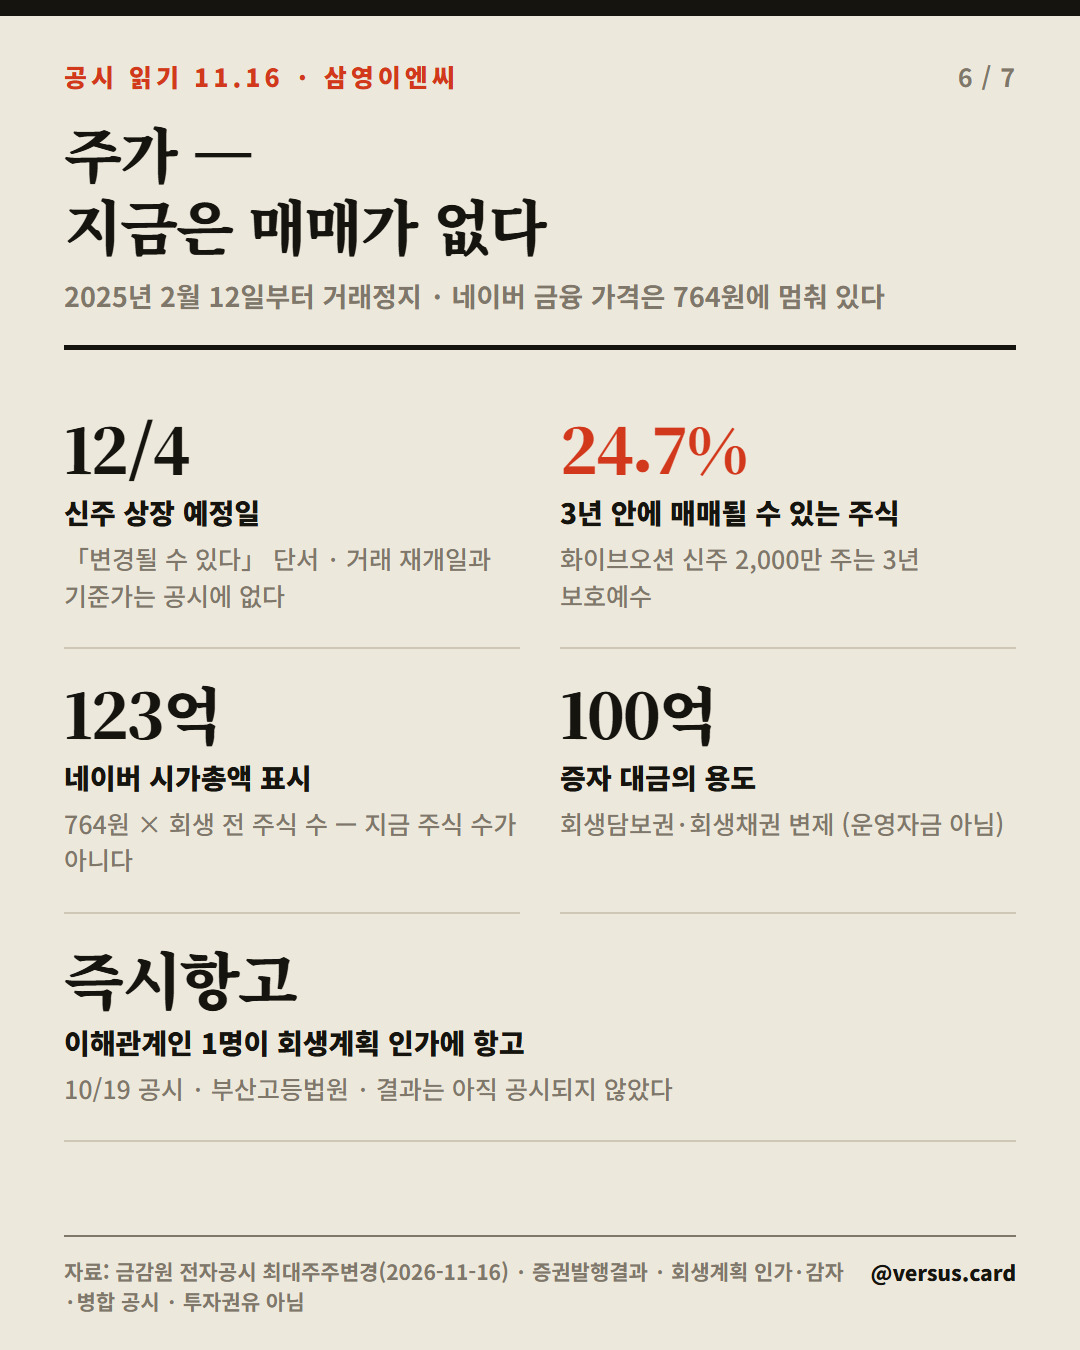 공시 읽기 11.16 · 삼영이엔씨
6 / 7
주가 —
지금은 매매가 없다
2025년 2월 12일부터 거래정지 · 네이버 금융 가격은 764원에 멈춰 있다
12/4
신주 상장 예정일
「변경될 수 있다」 단서 · 거래 재개일과
기준가는 공시에 없다
24.7%
3년 안에 매매될 수 있는 주식
화이브오션 신주 2,000만 주는 3년
보호예수
123억
네이버 시가총액 표시
764원 × 회생 전 주식 수 — 지금 주식 수가
아니다
100억
증자 대금의 용도
회생담보권·회생채권 변제 (운영자금 아님)
즉시항고
이해관계인 1명이 회생계획 인가에 항고
10/19 공시 · 부산고등법원 · 결과는 아직 공시되지 않았다
자료: 금감원 전자공시 최대주주변경(2026-11-16) · 증권발행결과 · 회생계획 인가·감자
·병합 공시 · 투자권유 아님
@versus.card